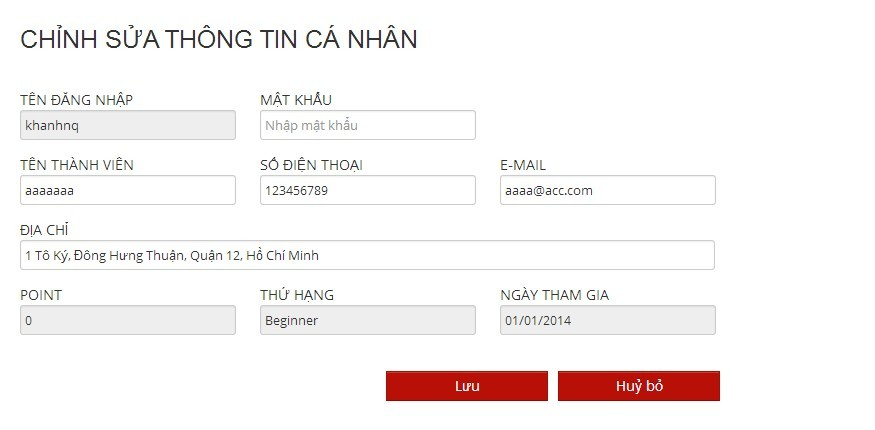 CHỈNH SỬA THÔNG TIN CÁ NHÂN
TÊN ĐĂNG NHẬP MẬT KHẨU
khanhnq Nhập mật khẩu
TÊN THÀNH VIÊN SỐ ĐIỆN THOẠI E-MAIL
aaaaaaa 123456789 aaaa@acc.com
ĐỊA CHỈ
1 Tô Ký, Đông Hưng Thuận, Quận 12, Hồ Chí Minh
POINT THỨ HẠNG NGÀY THAM GIA
0 Beginner 01/01/2014
Lưu Huỷ bỏ